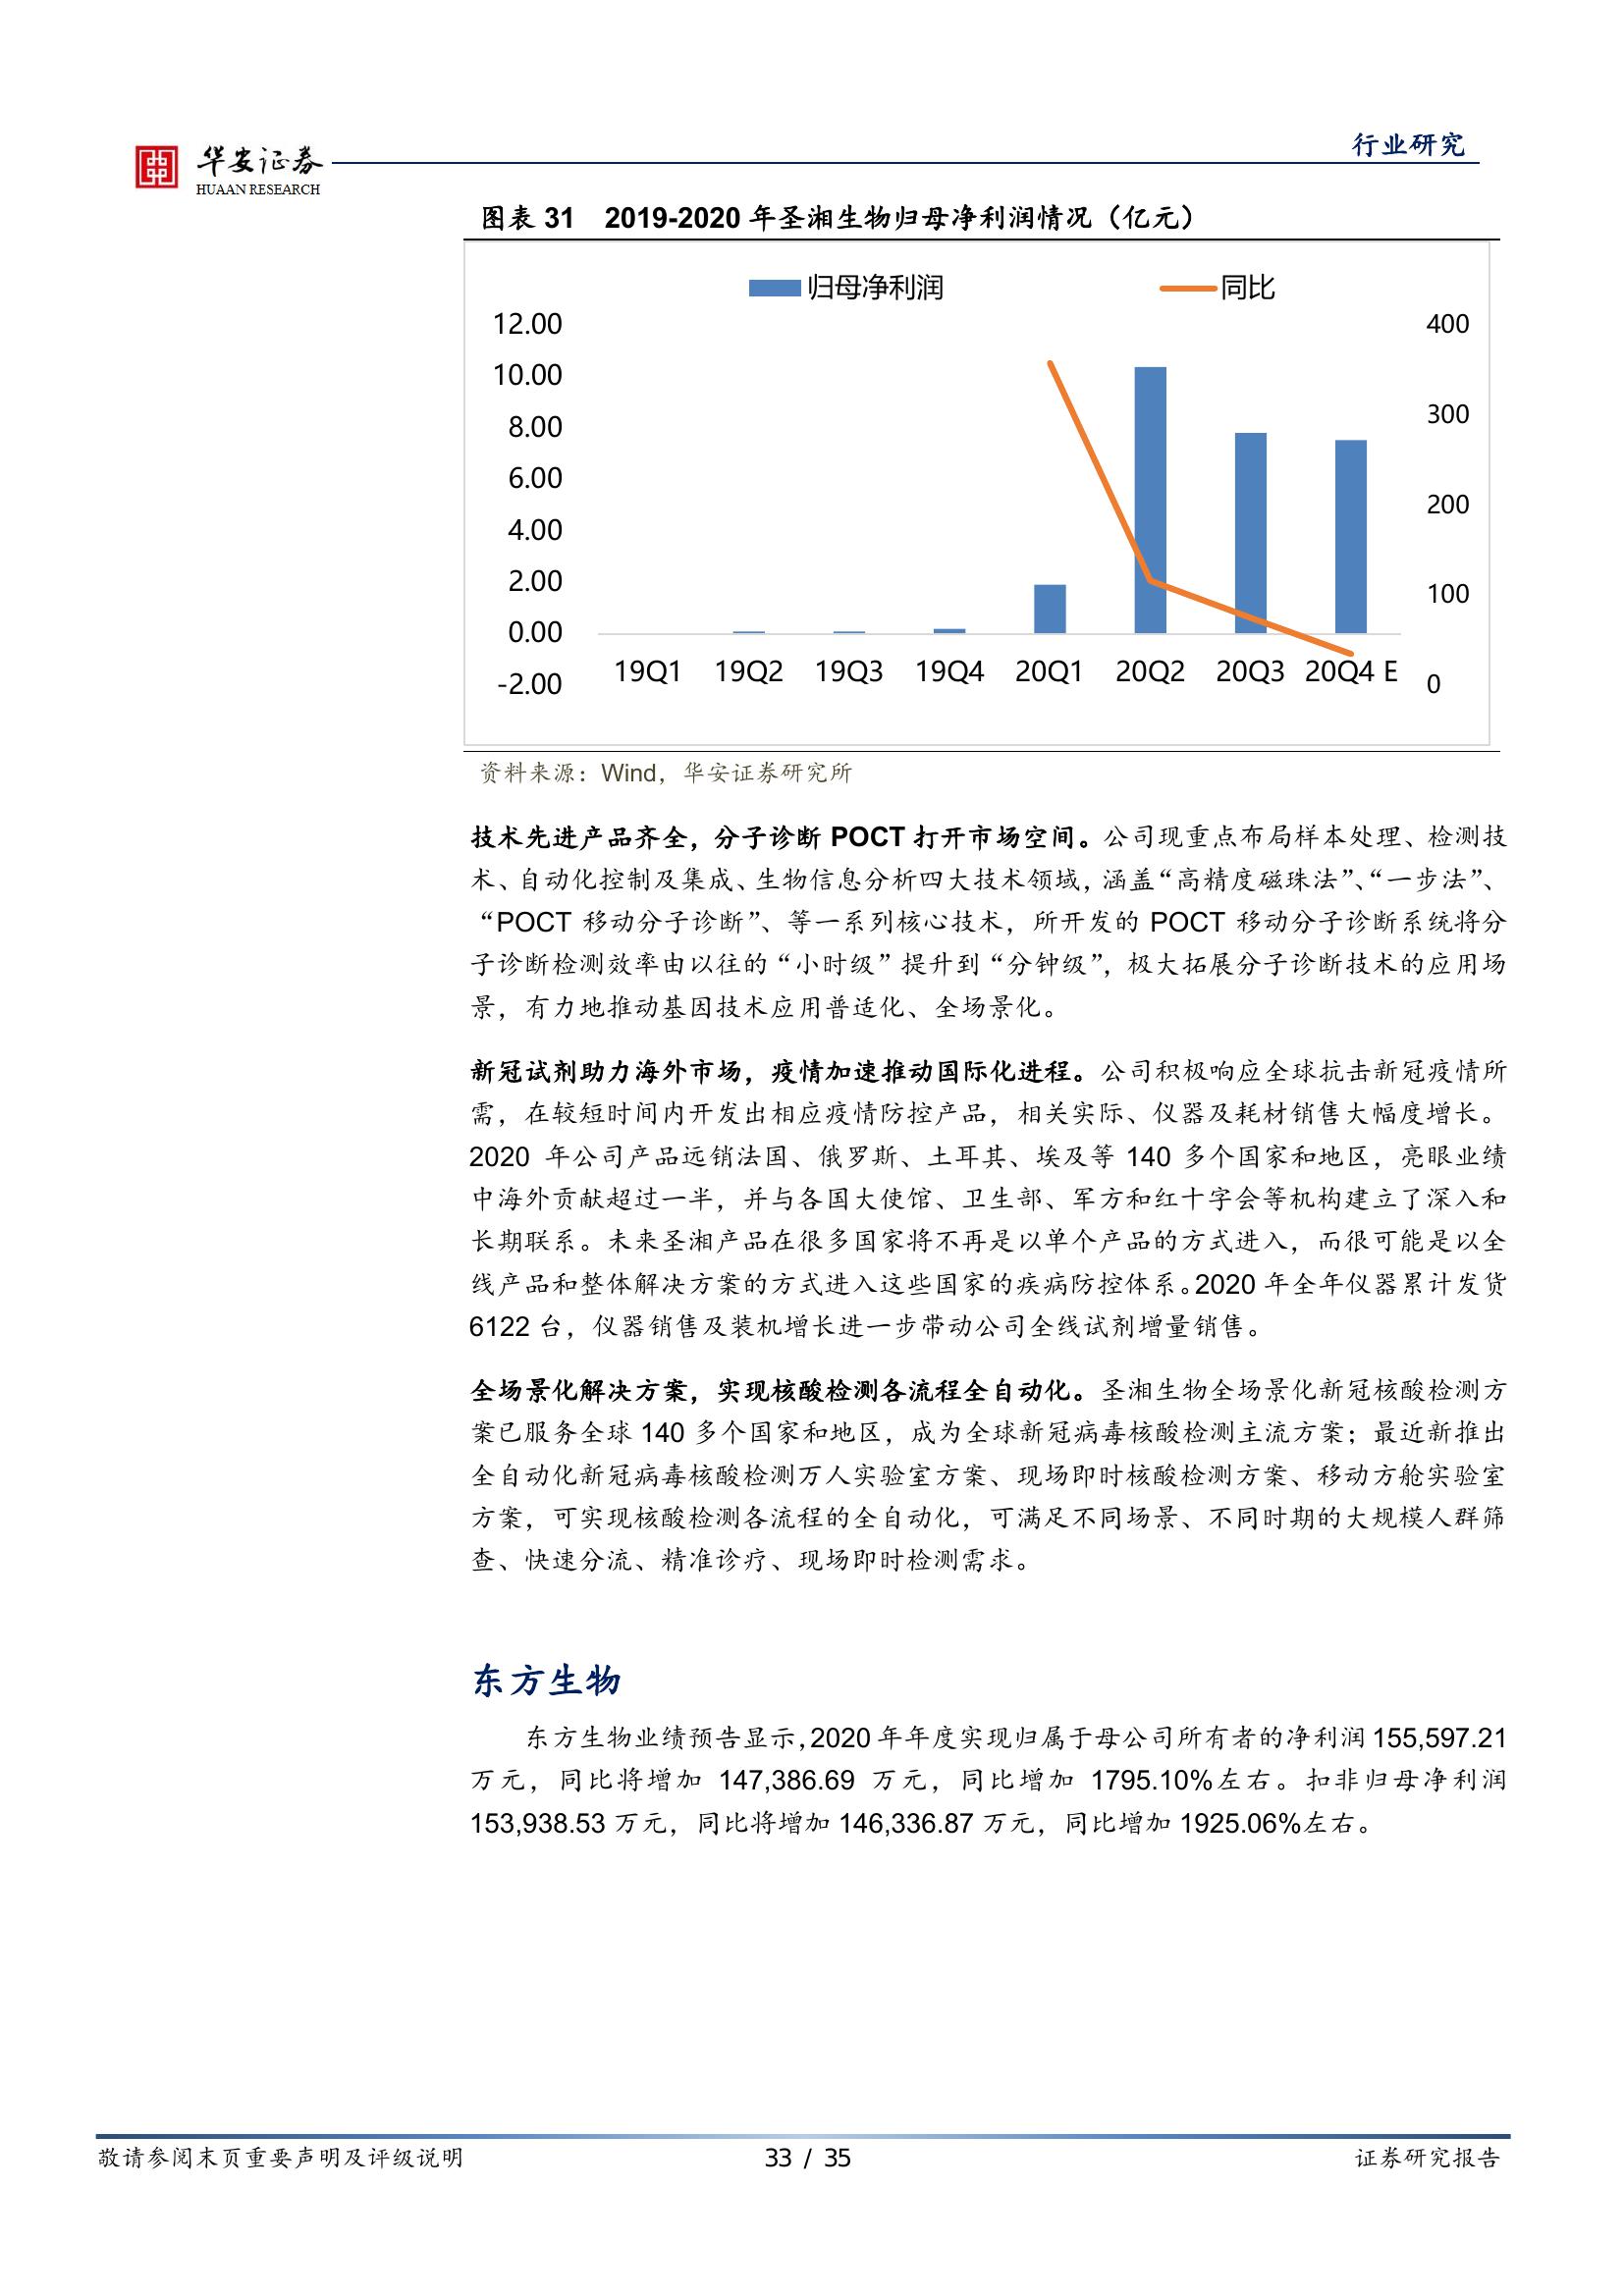 行业研究
华安证券
HUAAN RESEARCH
图表 31 2019-2020 年圣湘生物归母净利润情况（亿元）
归母净利润 同比
12.00
10.00
8.00
6.00
4.00
2.00
0.00
-2.00
400
300
200
100
0
19Q1 19Q2 19Q3 19Q4 20Q1 20Q2 20Q3 20Q4 E
资料来源：Wind，华安证券研究所
技术先进产品齐全，分子诊断 POCT 打开市场空间。公司现重点布局样本处理、检测技
术、自动化控制及集成、生物信息分析四大技术领域，涵盖“高精度磁珠法”、“一步法”、
“POCT 移动分子诊断”、等一系列核心技术，所开发的 POCT 移动分子诊断系统将分
子诊断检测效率由以往的“小时级”提升到“分钟级”，极大拓展分子诊断技术的应用场
景，有力地推动基因技术应用普适化、全场景化。
新冠试剂助力海外市场，疫情加速推动国际化进程。公司积极响应全球抗击新冠疫情所
需，在较短时间内开发出相应疫情防控产品，相关实际、仪器及耗材销售大幅度增长。
2020 年公司产品远销法国、俄罗斯、土耳其、埃及等 140 多个国家和地区，亮眼业绩
中海外贡献超过一半，并与各国大使馆、卫生部、军方和红十字会等机构建立了深入和
长期联系。未来圣湘产品在很多国家将不再是以单个产品的方式进入，而很可能是以全
线产品和整体解决方案的方式进入这些国家的疾病防控体系。2020 年全年仪器累计发货
6122 台，仪器销售及装机增长进一步带动公司全线试剂增量销售。
全场景化解决方案，实现核酸检测各流程全自动化。圣湘生物全场景化新冠核酸检测方
案已服务全球 140 多个国家和地区，成为全球新冠病毒核酸检测主流方案；最近新推出
全自动化新冠病毒核酸检测万人实验室方案、现场即时核酸检测方案、移动方舱实验室
方案，可实现核酸检测各流程的全自动化，可满足不同场景、不同时期的大规模人群筛
查、快速分流、精准诊疗、现场即时检测需求。
东方生物
东方生物业绩预告显示，2020 年年度实现归属于母公司所有者的净利润 155,597.21
万元，同比将增加 147,386.69 万元，同比增加 1795.10%左右。扣非归母净利润
153,938.53 万元，同比将增加 146,336.87 万元，同比增加 1925.06%左右。
敬请参阅末页重要声明及评级说明 33 / 35 证券研究报告